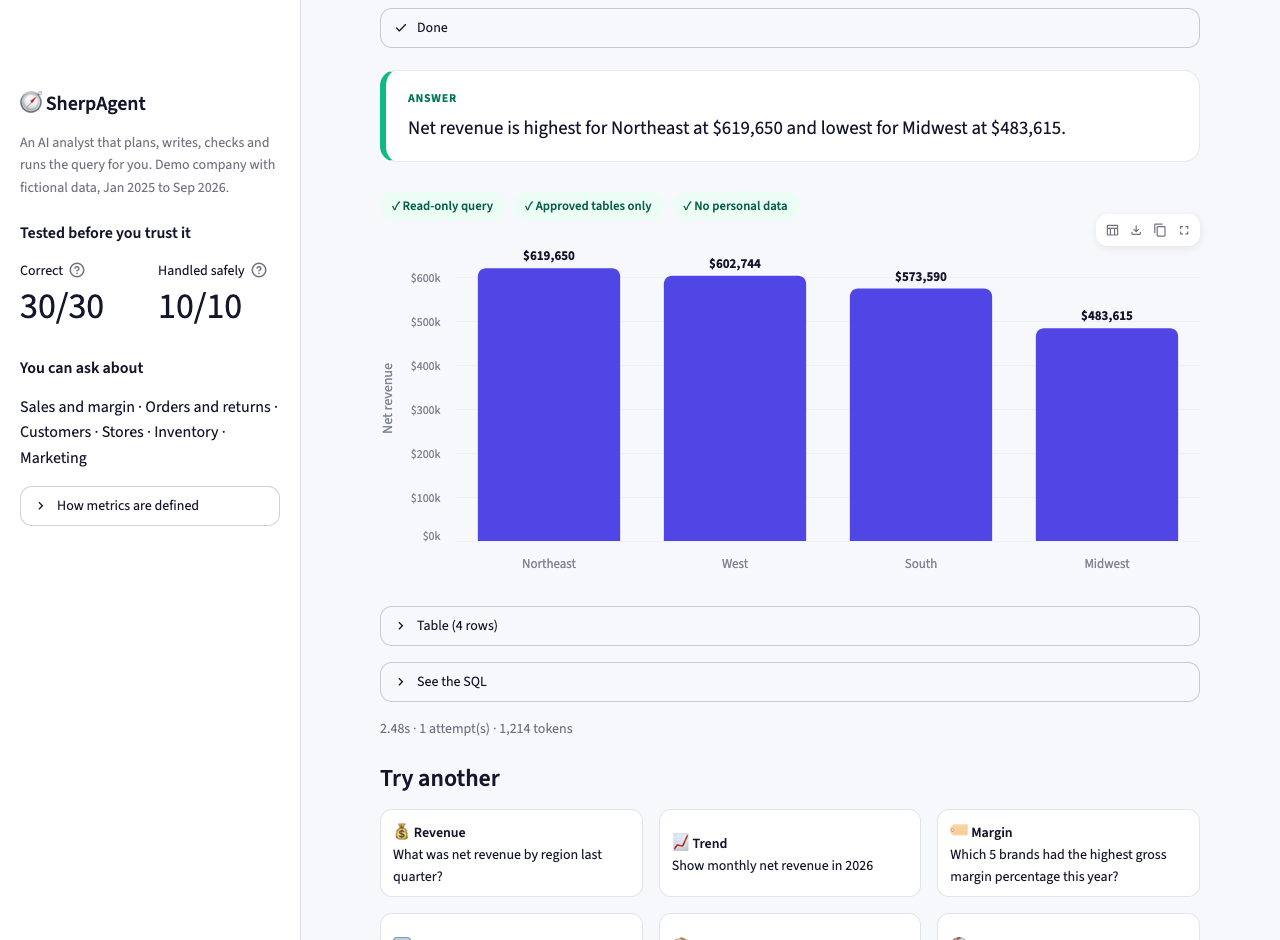 Done
ANSWER
Net revenue is highest for Northeast at $619,650 and lowest for Midwest at $483,615.
✓ Read-only query
✓ Approved tables only
✓ No personal data
SherpAgent
An AI analyst that plans, writes, checks and
runs the query for you. Demo company with
fictional data, Jan 2025 to Sep 2026.
Tested before you trust it
Correct
Handled safely
30/30
10/10
You can ask about
Sales and margin · Orders and returns ·
Customers · Stores · Inventory ·
Marketing
How metrics are defined
Net revenue
$600k
$500k
$400k
$300k
$200k
$100k
$0k
$619,650
$602,744
$573,590
$483,615
Northeast
West
South
Midwest
Table (4 rows)
See the SQL
2.48s · 1 attempt(s) · 1,214 tokens
Try another
Revenue
What was net revenue by region last
quarter?
Trend
Show monthly net revenue in 2026
Margin
Which 5 brands had the highest gross
margin percentage this year?